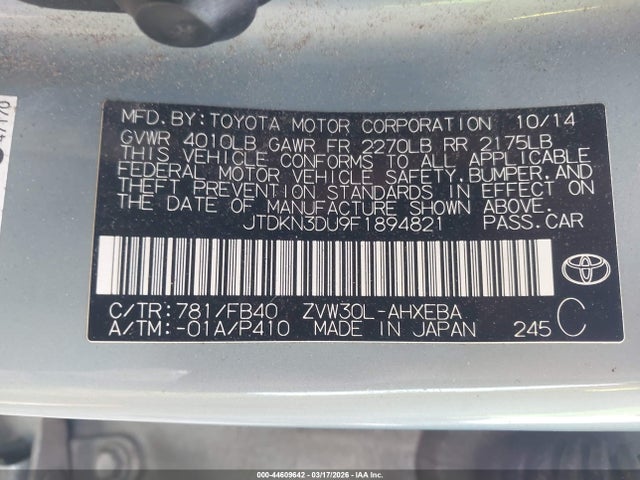 47170
MFD. BY: TOYOTA MOTOR CORPORATION 10/14
GVWR 4010LB GAWR FR 2270LB RR 2175LB
THIS VEHICLE CONFORMS TO ALL APPLICABLE
FEDERAL MOTOR VEHICLE SAFETY, BUMPER, AND
THEFT PREVENTION STANDARDS IN EFFECT ON
THE DATE OF MANUFACTURE SHOWN ABOVE.
JTDKN3DU9F1894821 PASS. CAR
C/TR: 781/FB40 ZVW30L-AHXEBA
A/TM: -01A/P410 MADE IN JAPAN 245 C
000-44609642 - 03/17/2026 - IAA Inc.